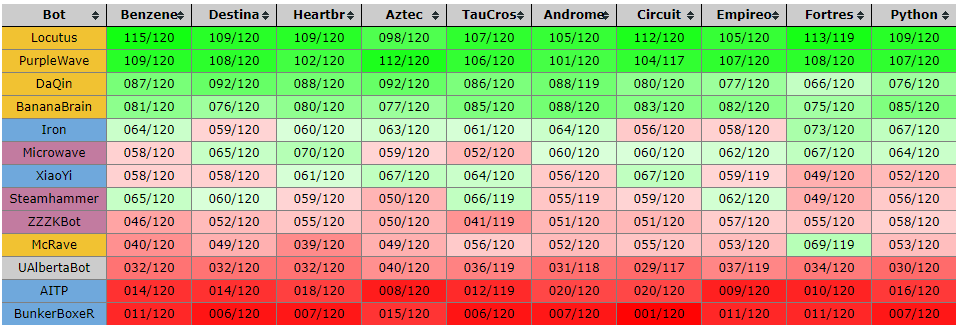 Bot Benzene Destina Heartbr Aztec TauCros Androme Circuit Empireo Fortres Python
Locutus 115/120 109/120 109/120 098/120 107/120 105/120 112/120 105/120 113/119 109/120
PurpleWave 109/120 108/120 102/120 112/120 106/120 101/120 104/117 107/120 108/120 107/120
DaQin 087/120 092/120 088/120 092/120 086/120 088/119 080/120 077/120 066/120 076/120
BananaBrain 081/120 076/120 080/120 077/120 085/120 088/120 083/120 082/120 075/120 085/120
Iron 064/120 059/120 060/120 063/120 061/120 064/120 056/120 058/120 073/120 067/120
Microwave 058/120 065/120 070/120 059/120 052/120 060/120 060/120 062/120 067/120 064/120
XiaoYi 058/120 058/120 061/120 067/120 064/120 056/120 067/120 059/119 049/120 052/120
Steamhammer 065/120 060/120 059/120 050/120 066/120 055/119 059/120 062/120 049/120 056/120
ZZZKBot 046/120 052/120 055/120 050/120 041/119 051/120 051/120 057/120 055/120 058/120
McRave 040/120 049/120 039/120 049/120 056/120 052/120 055/120 053/120 069/119 053/120
UAlbertaBot 032/120 032/120 032/120 040/120 036/119 031/118 029/117 037/119 034/120 030/120
AITP 014/120 014/120 018/120 008/120 012/119 020/120 020/120 009/120 010/120 016/120
BunkerBoxeR 011/120 006/120 007/120 015/120 006/120 007/120 001/120 011/120 011/120 007/120